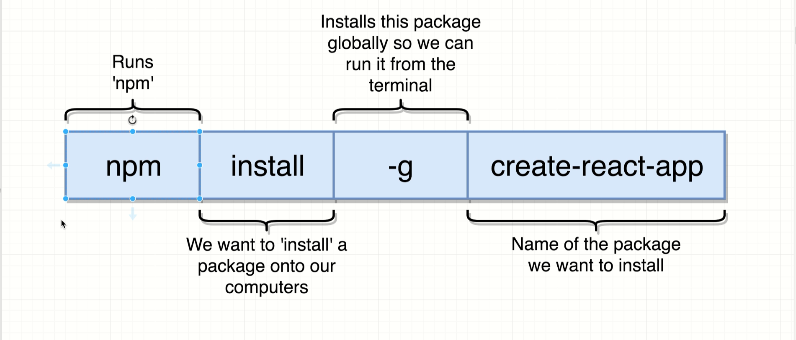 Installs this package
globally so we can
run it from the
terminal
Runs
'npm'
npm install -g create-react-app
We want to 'install' a
package onto our
computers
Name of the package
we want to install